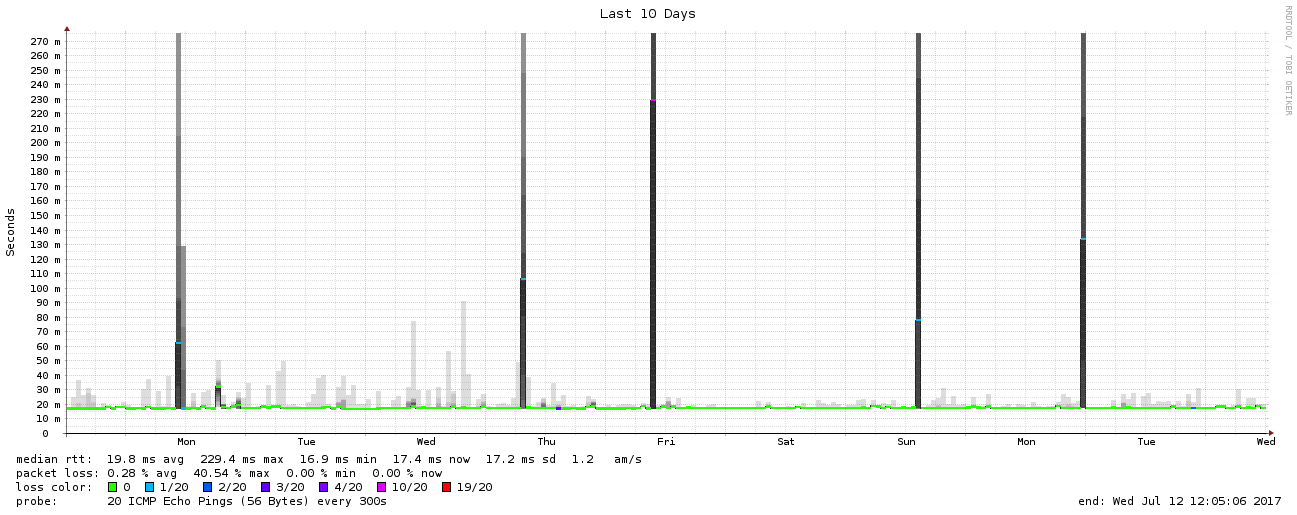 Last 10 Days
RRDTOOL / TOBI OETIKER
Seconds
270 m
260 m
250 m
240 m
230 m
220 m
210 m
200 m
190 m
180 m
170 m
160 m
150 m
140 m
130 m
120 m
110 m
100 m
90 m
80 m
70 m
60 m
50 m
40 m
30 m
20 m
10 m
0
Mon Tue Wed Thu Fri Sat Sun Mon Tue Wed
median rtt: 19.8 ms avg 229.4 ms max 16.9 ms min 17.4 ms now 17.2 ms sd 1.2 am/s
packet loss: 0.28 % avg 40.54 % max 0.00 % min 0.00 % now
loss color: 0 1/20 2/20 3/20 4/20 10/20 19/20
probe: 20 ICMP Echo Pings (56 Bytes) every 300s end: Wed Jul 12 12:05:06 2017